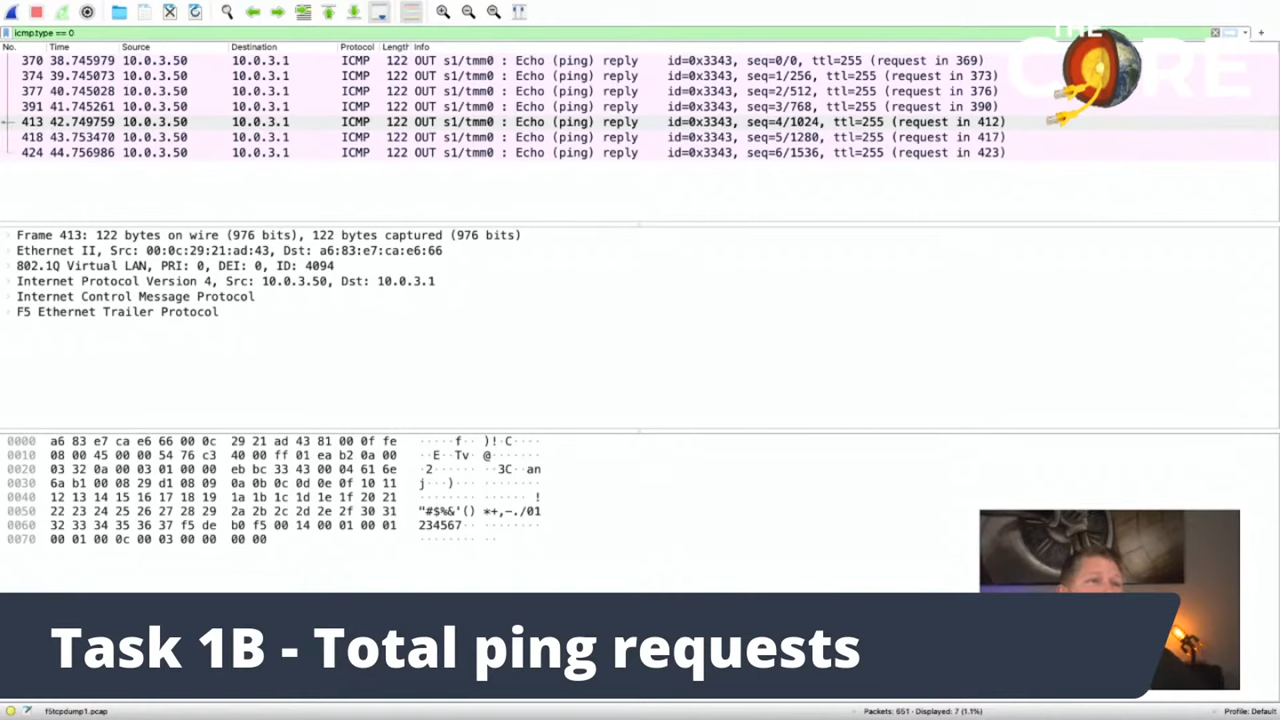 icmp.type == 0
No. Time Source Destination Protocol Length Info
370 38.745979 10.0.3.50 10.0.3.1 ICMP 122 OUT s1/tmm0 : Echo (ping) reply id=0x3343, seq=0/0, ttl=255 (request in 369)
374 39.745073 10.0.3.50 10.0.3.1 ICMP 122 OUT s1/tmm0 : Echo (ping) reply id=0x3343, seq=1/256, ttl=255 (request in 373)
377 40.745028 10.0.3.50 10.0.3.1 ICMP 122 OUT s1/tmm0 : Echo (ping) reply id=0x3343, seq=2/512, ttl=255 (request in 376)
391 41.745261 10.0.3.50 10.0.3.1 ICMP 122 OUT s1/tmm0 : Echo (ping) reply id=0x3343, seq=3/768, ttl=255 (request in 390)
413 42.749759 10.0.3.50 10.0.3.1 ICMP 122 OUT s1/tmm0 : Echo (ping) reply id=0x3343, seq=4/1024, ttl=255 (request in 412)
418 43.753470 10.0.3.50 10.0.3.1 ICMP 122 OUT s1/tmm0 : Echo (ping) reply id=0x3343, seq=5/1280, ttl=255 (request in 417)
424 44.756986 10.0.3.50 10.0.3.1 ICMP 122 OUT s1/tmm0 : Echo (ping) reply id=0x3343, seq=6/1536, ttl=255 (request in 423)
THE
CORE
Frame 413: 122 bytes on wire (976 bits), 122 bytes captured (976 bits)
Ethernet II, Src: 00:0c:29:21:ad:43, Dst: a6:83:e7:ca:e6:66
802.1Q Virtual LAN, PRI: 0, DEI: 0, ID: 4094
Internet Protocol Version 4, Src: 10.0.3.50, Dst: 10.0.3.1
Internet Control Message Protocol
F5 Ethernet Trailer Protocol
0000 a6 83 e7 ca e6 66 00 0c 29 21 ad 43 81 00 0f fe ·····f·· )!·C····
0010 08 00 45 00 00 54 76 c3 40 00 ff 01 ea b2 0a 00 ··E··Tv· @·······
0020 03 32 0a 00 03 01 00 00 eb bc 33 43 00 04 61 6e ·2······ ··3C··an
0030 6a b1 00 08 29 d1 08 09 0a 0b 0c 0d 0e 0f 10 11 j···)··· ········
0040 12 13 14 15 16 17 18 19 1a 1b 1c 1d 1e 1f 20 21 ········ ······ !
0050 22 23 24 25 26 27 28 29 2a 2b 2c 2d 2e 2f 30 31 "#$%&'() *+,-./01
0060 32 33 34 35 36 37 f5 de b0 f5 00 14 00 01 00 01 234567·· ········
0070 00 01 00 0c 00 03 00 00 00 00 ········ ··
Task 1B - Total ping requests
f5tcpdump1.pcap
Packets: 651 · Displayed: 7 (1.1%)
Profile: Default